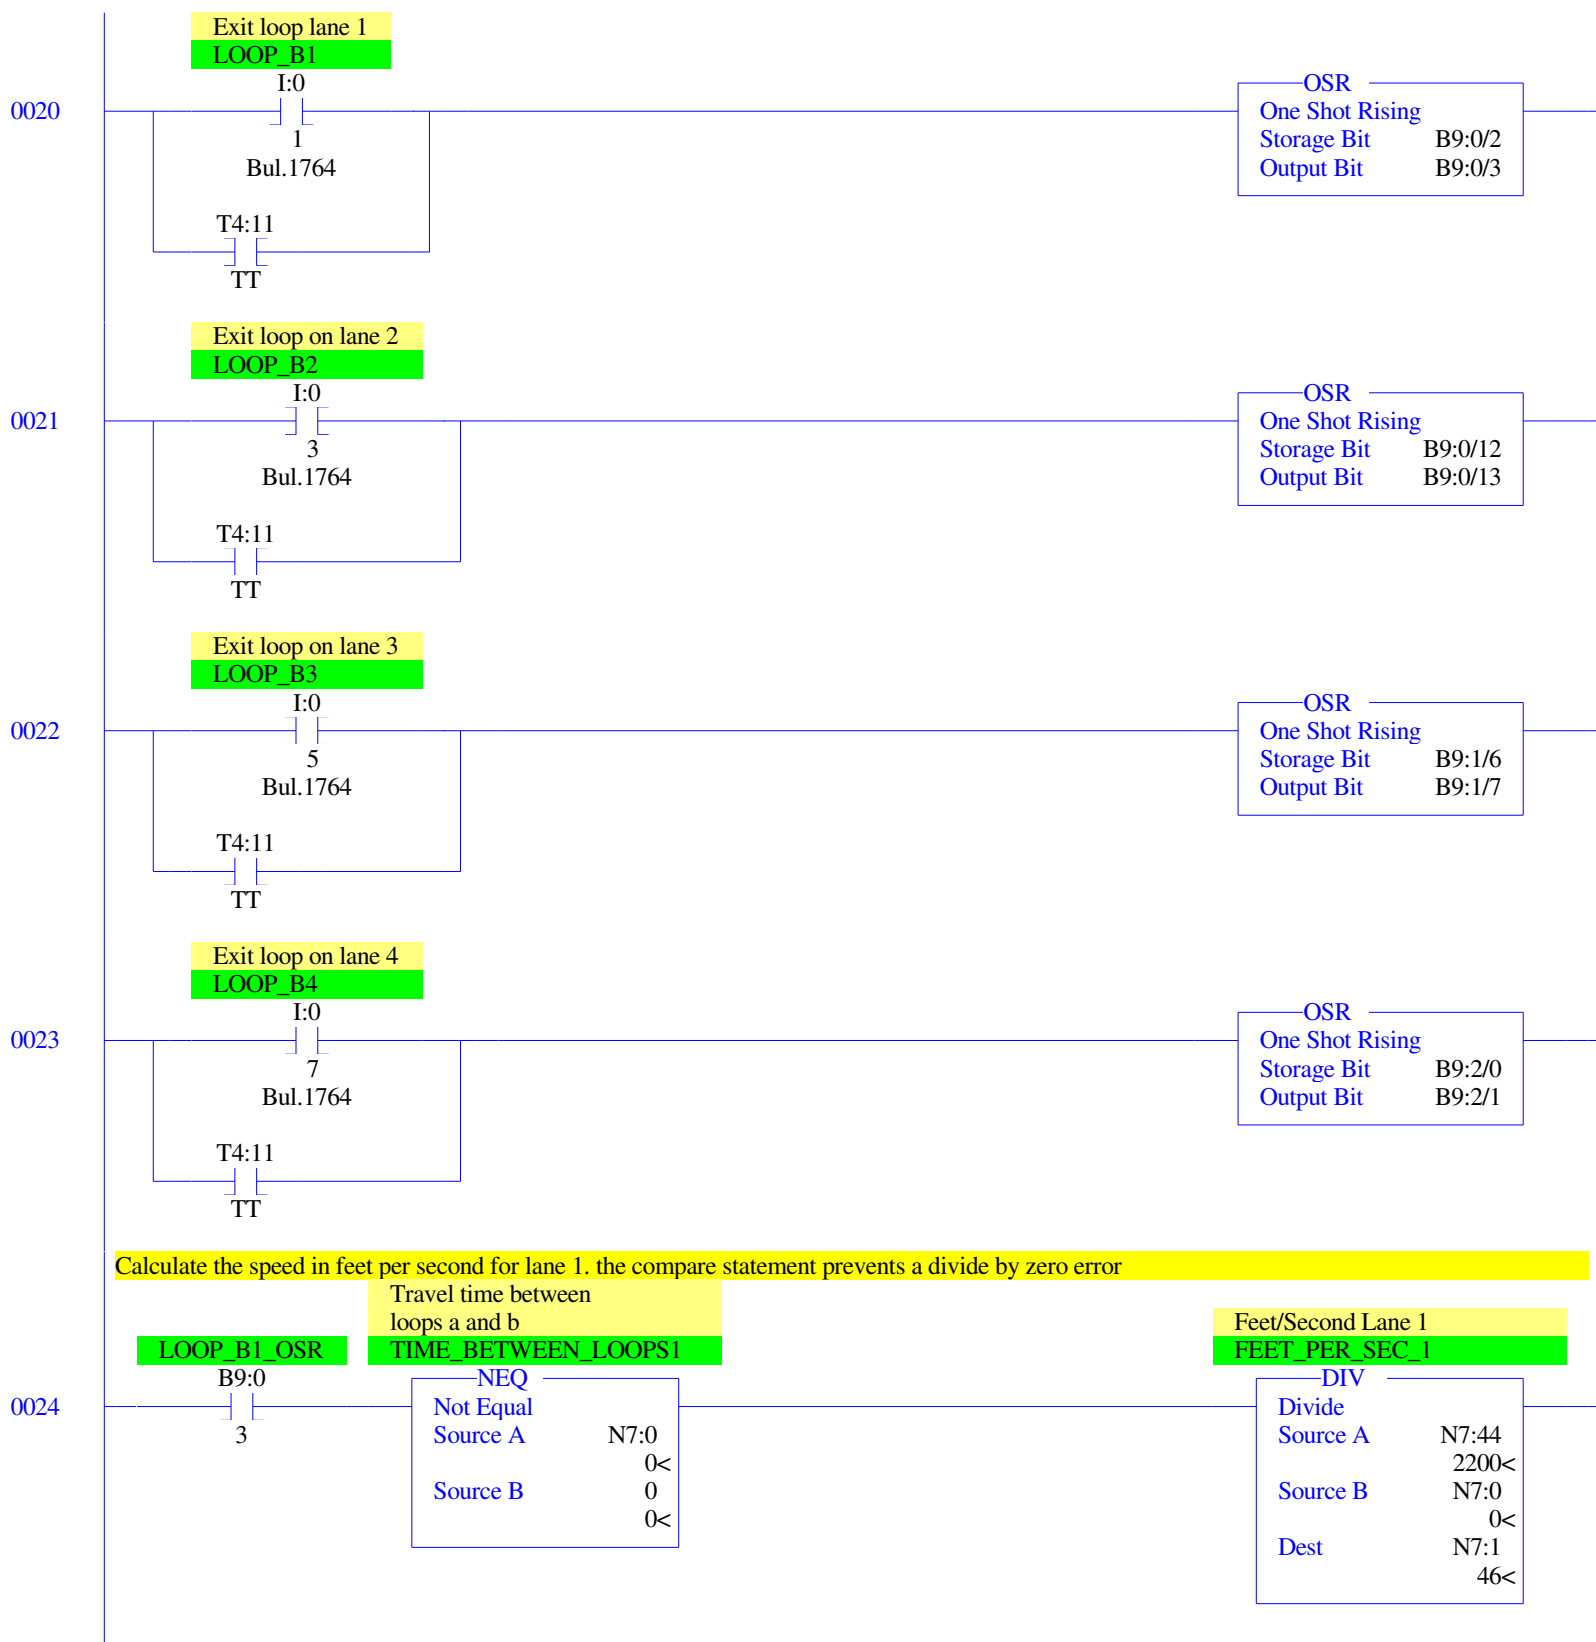 Exit loop lane 1
LOOP_B1
I:0
OSR
0020
One Shot Rising
1
Storage Bit B9:0/2
Bul.1764
Output Bit B9:0/3
T4:11
TT
Exit loop on lane 2
LOOP_B2
I:0
OSR
0021
One Shot Rising
3
Storage Bit B9:0/12
Bul.1764
Output Bit B9:0/13
T4:11
TT
Exit loop on lane 3
LOOP_B3
I:0
OSR
0022
One Shot Rising
5
Storage Bit B9:1/6
Bul.1764
Output Bit B9:1/7
T4:11
TT
Exit loop on lane 4
LOOP_B4
I:0
OSR
0023
One Shot Rising
7
Storage Bit B9:2/0
Bul.1764
Output Bit B9:2/1
T4:11
TT
Calculate the speed in feet per second for lane 1. the compare statement prevents a divide by zero error
Travel time between
loops a and b
Feet/Second Lane 1
LOOP_B1_OSR
TIME_BETWEEN_LOOPS1
FEET_PER_SEC_1
B9:0
NEQ
DIV
0024
Not Equal
Divide
3
Source A N7:0
Source A N7:44
0<
2200<
Source B 0
Source B N7:0
0<
0<
Dest N7:1
46<